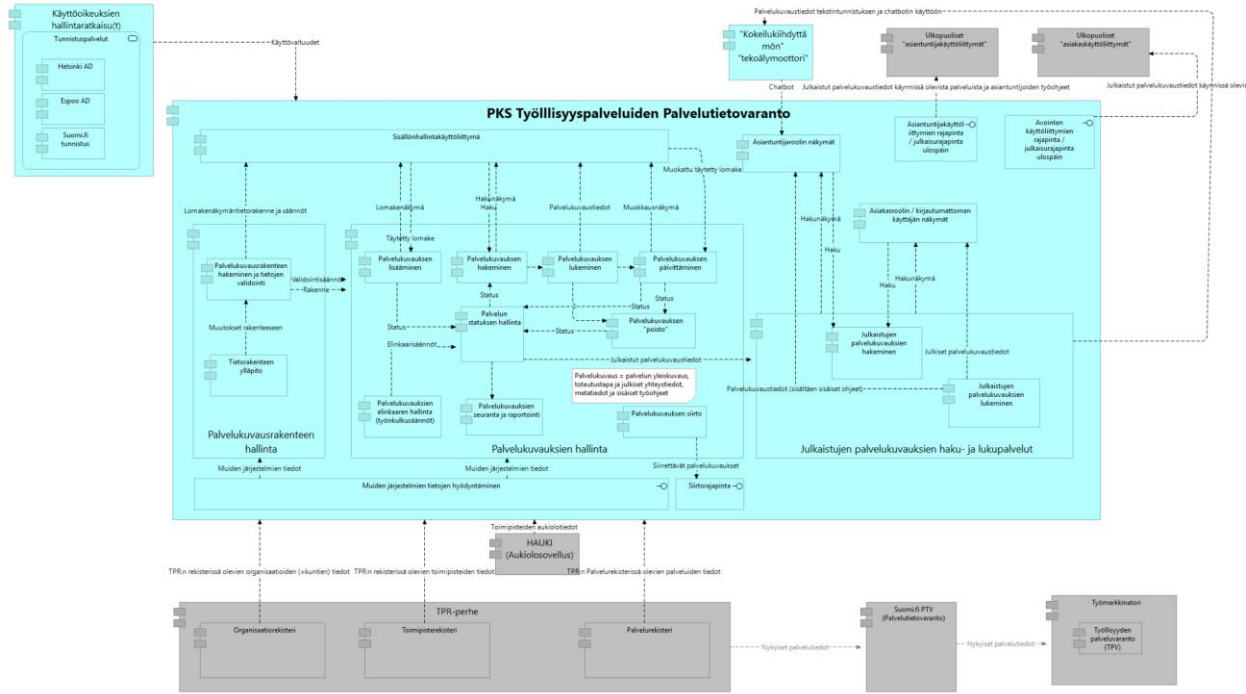 Käyttöoikeuksien
hallintaratkaisu(t)
Tunnistuspalvelut
Helsinki AD
Espoo AD
Suomi.fi
tunnistus
Käyttövaltuudet
Palvelukuvaustiedot tekstintunnistuksen ja chatbotin käyttöön
"Kokeilukiihdyttä
mön"
"tekoälymoottori"
Chatbot
Ulkopuoliset
"asiantuntijakäyttöliittymät"
Ulkopuoliset
"asiakaskäyttöliittymät"
Julkaistut palvelukuvaustiedot käynnissä olevista palveluista ja asiantuntijoiden työohjeet
Julkaistut palvelukuvaustiedot käynnissä olevis
PKS Työlllisyyspalveluiden Palvelutietovaranto
Sisällönhallintakäyttöliittymä
Asiantuntijaroolin näkymät
Asiantuntijakäyttöl
iittymien rajapinta
/ julkaisurajapinta
ulospäin
Avointen
käyttöliittymien
rajapinta /
julkaisurajapinta
ulospäin
Muokattu täytetty lomake
Lomakenäkymäntietorakenne ja säännöt
Lomakenäkymä
Hakunäkymä
Haku
Palvelukuvaustiedot
Muokkausnäkymä
Täytetty lomake
Hakunäkymä
Haku
Asiakasroolin / kirjautumattoman
käyttäjän näkymät
Hakunäkymä
Haku
Palvelukuvausrakenteen
hakeminen ja tietojen
validointi
Validointisäännöt
Rakenne
Palvelukuvauksen
lisääminen
Palvelukuvauksen
hakeminen
Palvelukuvauksen
lukeminen
Palvelukuvauksen
päivittäminen
Status
Status
Status
Muutokset rakenteeseen
Status
Palvelun
statuksen hallinta
Status
Palvelukuvauksen
"poisto"
Elinkaarisäännöt
Julkaistut palvelukuvaustiedot
Tietorakenteen
ylläpito
Palvelukuvaus = palvelun yleiskuvaus,
toteutustapa ja julkiset yhteystiedot,
metatiedot ja sisäiset työohjeet
Palvelukuvauksien
elinkaaren hallinta
(työnkulkusäännöt)
Palvelukuvauksien
seuranta ja raportointi
Palvelukuvauksen siirto
Julkaistujen
palvelukuvauksien
hakeminen
Julkiset palvelukuvaustiedot
Palvelukuvaustiedot (sisältäen sisäiset ohjeet)
Julkaistujen
palvelukuvauksien
lukeminen
Palvelukuvausrakenteen
hallinta
Palvelukuvauksien hallinta
Julkaistujen palvelukuvauksien haku- ja lukupalvelut
Muiden järjestelmien tiedot
Muiden järjestelmien tiedot
Siirrettävät palvelukuvaukset
Muiden järjestelmien tietojen hyödyntäminen
Siirtorajapinta
Toimipisteiden aukiolotiedot
HAUKI
(Aukiolosovellus)
TPR:n rekisterissä olevien organisaatioiden (=kuntien) tiedot
TPR:n rekisterissä olevien toimipisteiden tiedot
TPR:n Palvelurekisterissä olevien palveluiden tiedot
TPR-perhe
Organisaatiorekisteri
Toimipisterekisteri
Palvelurekisteri
Nykyiset palvelutiedot
Suomi.fi PTV
(Palvelutietovaranto)
Nykyiset palvelutiedot
Työmarkkinatori
Työllisyyden
palveluvaranto
(TPV)